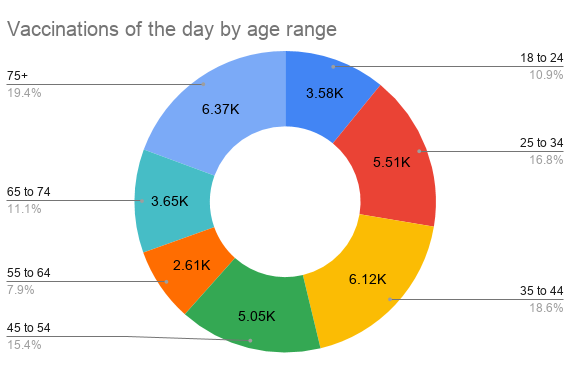 Vaccinations of the day by age range
18 to 24
10.9%
3.58K
25 to 34
16.8%
5.51K
35 to 44
18.6%
6.12K
45 to 54
15.4%
5.05K
55 to 64
7.9%
2.61K
65 to 74
11.1%
3.65K
75+
19.4%
6.37K